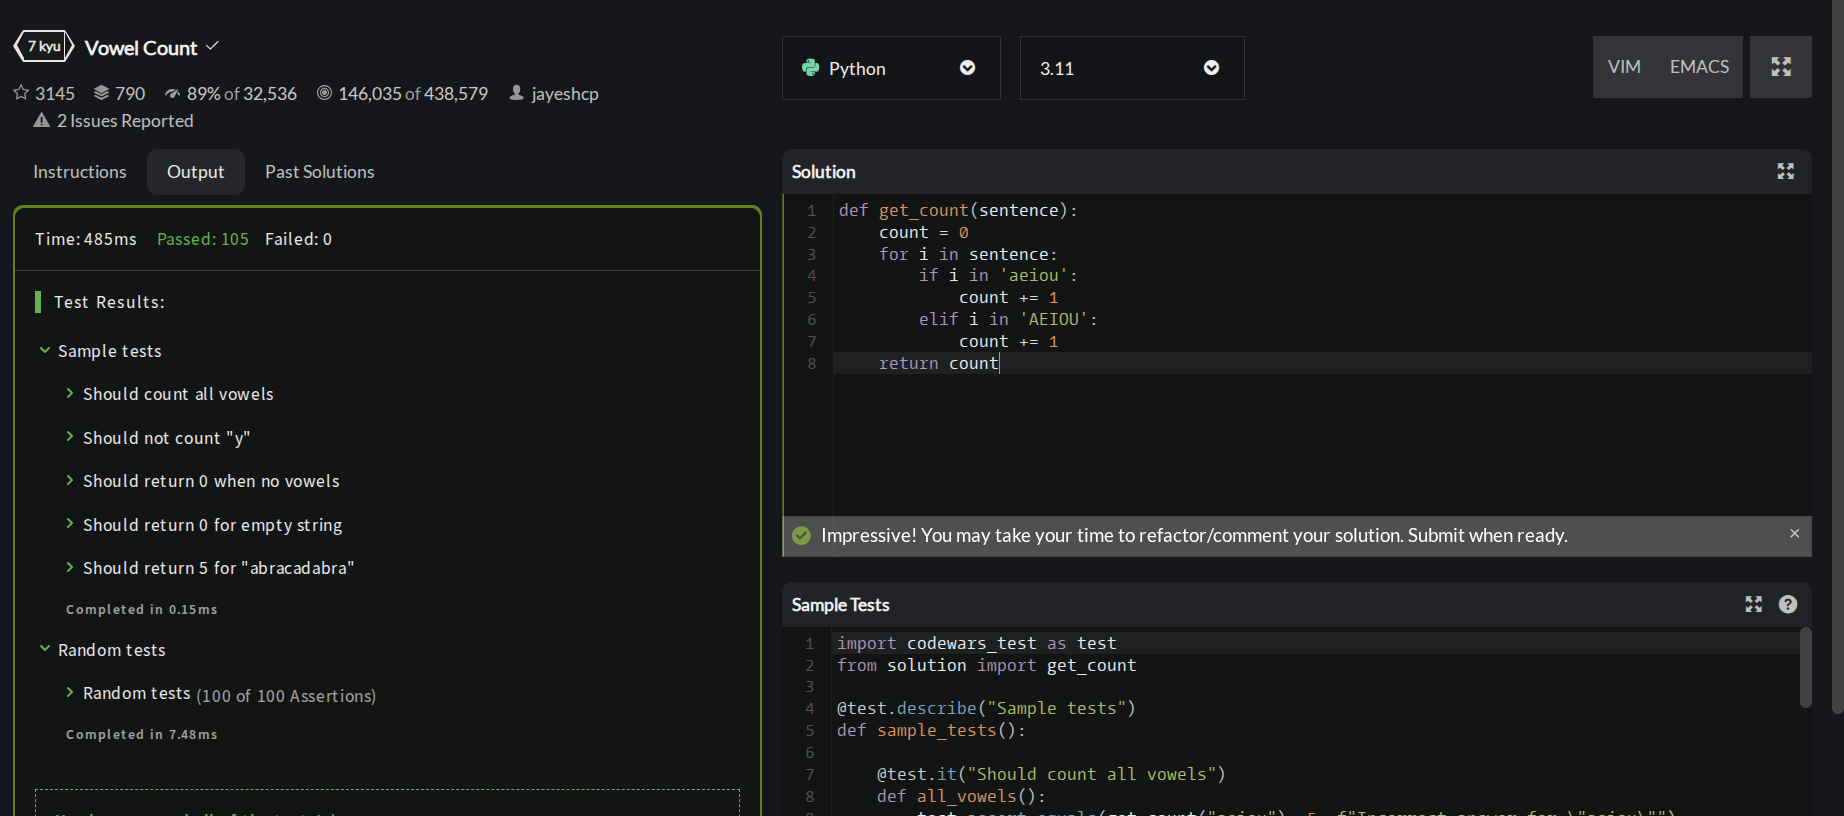 7 kyu Vowel Count
3145 790 89% of 32,536 146,035 of 438,579 jayeshcp
2 Issues Reported
Instructions Output Past Solutions
Time: 485ms Passed: 105 Failed: 0
Test Results:
Sample tests
Should count all vowels
Should not count "y"
Should return 0 when no vowels
Should return 0 for empty string
Should return 5 for "abracadabra"
Completed in 0.15ms
Random tests
Random tests (100 of 100 Assertions)
Completed in 7.48ms
Python 3.11 VIM EMACS
Solution
1 def get_count(sentence):
2     count = 0
3     for i in sentence:
4         if i in 'aeiou':
5             count += 1
6         elif i in 'AEIOU':
7             count += 1
8     return count
Impressive! You may take your time to refactor/comment your solution. Submit when ready. ×
Sample Tests ?
1 import codewars_test as test
2 from solution import get_count
3
4 @test.describe("Sample tests")
5 def sample_tests():
6
7     @test.it("Should count all vowels")
8     def all_vowels():